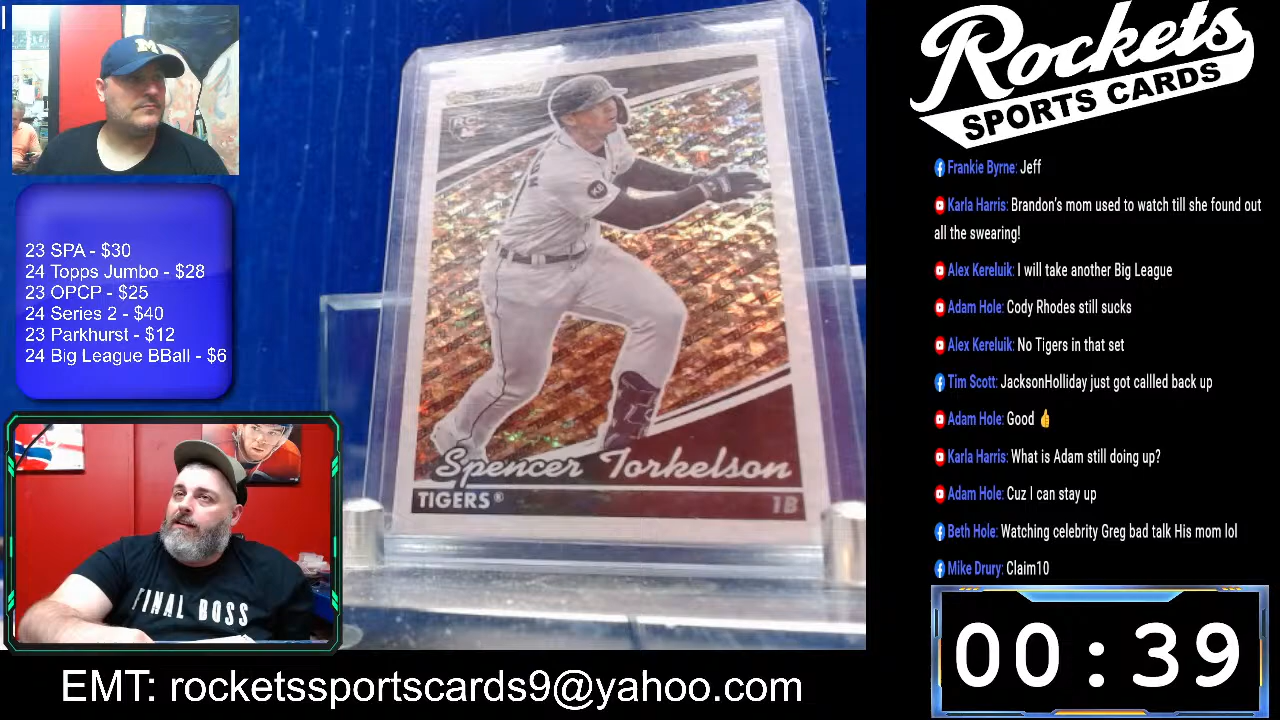 Rockets
SPORTS CARDS
23 SPA - $30
24 Topps Jumbo - $28
23 OPCP - $25
24 Series 2 - $40
23 Parkhurst - $12
24 Big League BBall - $6
RC
Spencer Torkelson
TIGERS®
1B
FINAL BOSS
M
Frankie Byrne: Jeff
Karla Harris: Brandon's mom used to watch till she found out
all the swearing!
Alex Kereluik: I will take another Big League
Adam Hole: Cody Rhodes still sucks
Alex Kereluik: No Tigers in that set
Tim Scott: JacksonHolliday just got callled back up
Adam Hole: Good 👍
Karla Harris: What is Adam still doing up?
Adam Hole: Cuz I can stay up
Beth Hole: Watching celebrity Greg bad talk His mom lol
Mike Drury: Claim10
00:39
EMT: rocketssportscards9@yahoo.com